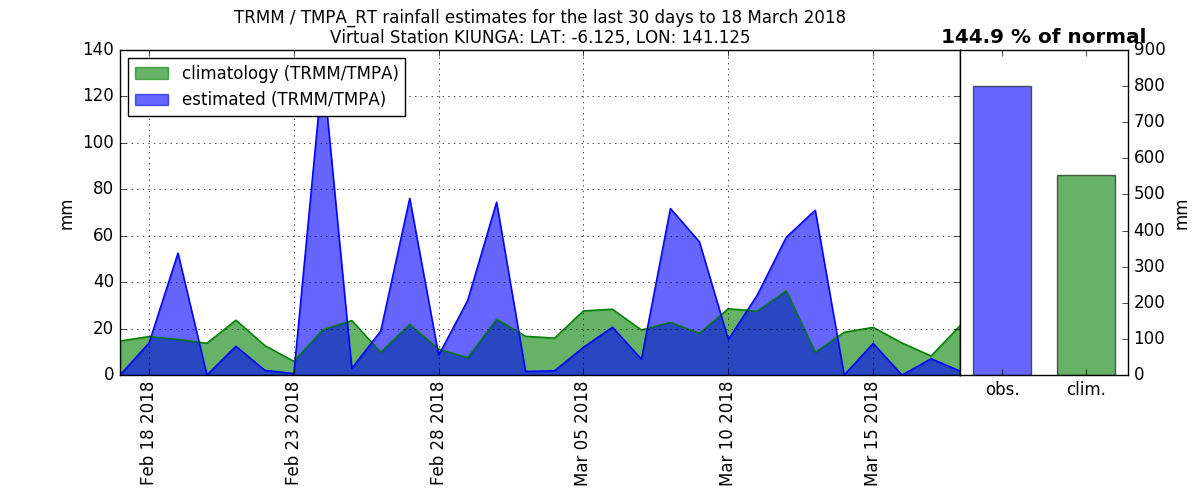 TRMM / TMPA_RT rainfall estimates for the last 30 days to 18 March 2018
Virtual Station KIUNGA: LAT: -6.125, LON: 141.125
144.9 % of normal
climatology (TRMM/TMPA)
estimated (TRMM/TMPA)
mm
140
120
100
80
60
40
20
0
Feb 18 2018
Feb 23 2018
Feb 28 2018
Mar 05 2018
Mar 10 2018
Mar 15 2018
obs.
clim.
900
800
700
600
500
400
300
200
100
0
mm